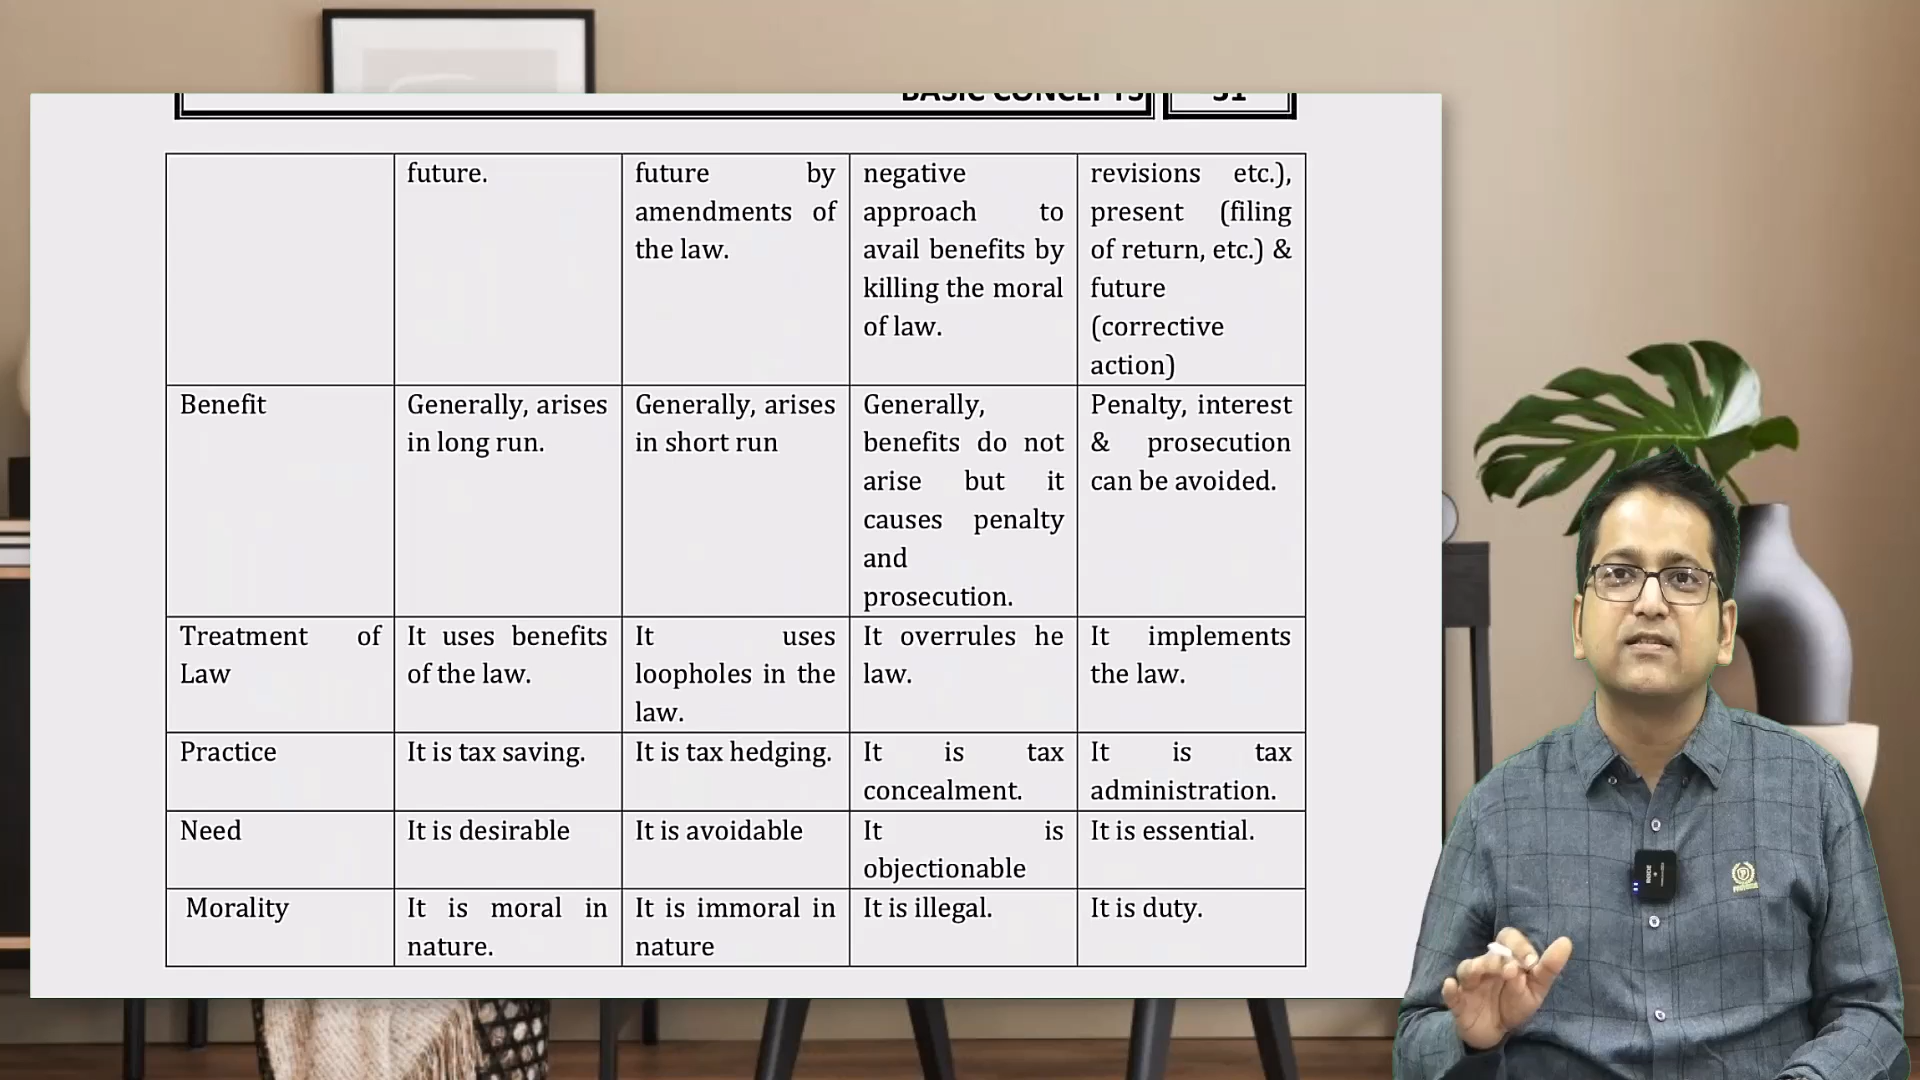 BASIC CONCEPTS 51
future.
future by
amendments of
the law.
negative
approach to
avail benefits by
killing the moral
of law.
revisions etc.),
present (filing
of return, etc.) &
future
(corrective
action)
Benefit
Generally, arises
in long run.
Generally, arises
in short run
Generally,
benefits do not
arise but it
causes penalty
and
prosecution.
Penalty, interest
& prosecution
can be avoided.
Treatment of
Law
It uses benefits
of the law.
It uses
loopholes in the
law.
It overrules he
law.
It implements
the law.
Practice
It is tax saving.
It is tax hedging.
It is tax
concealment.
It is tax
administration.
Need
It is desirable
It is avoidable
It is
objectionable
It is essential.
Morality
It is moral in
nature.
It is immoral in
nature
It is illegal.
It is duty.
RODE